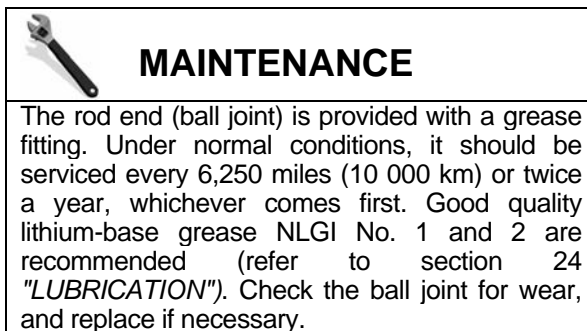 MAINTENANCE
The rod end (ball joint) is provided with a grease
fitting. Under normal conditions, it should be
serviced every 6,250 miles (10 000 km) or twice
a year, whichever comes first. Good quality
lithium-base grease NLGI No. 1 and 2 are
recommended (refer to section 24
"LUBRICATION"). Check the ball joint for wear,
and replace if necessary.